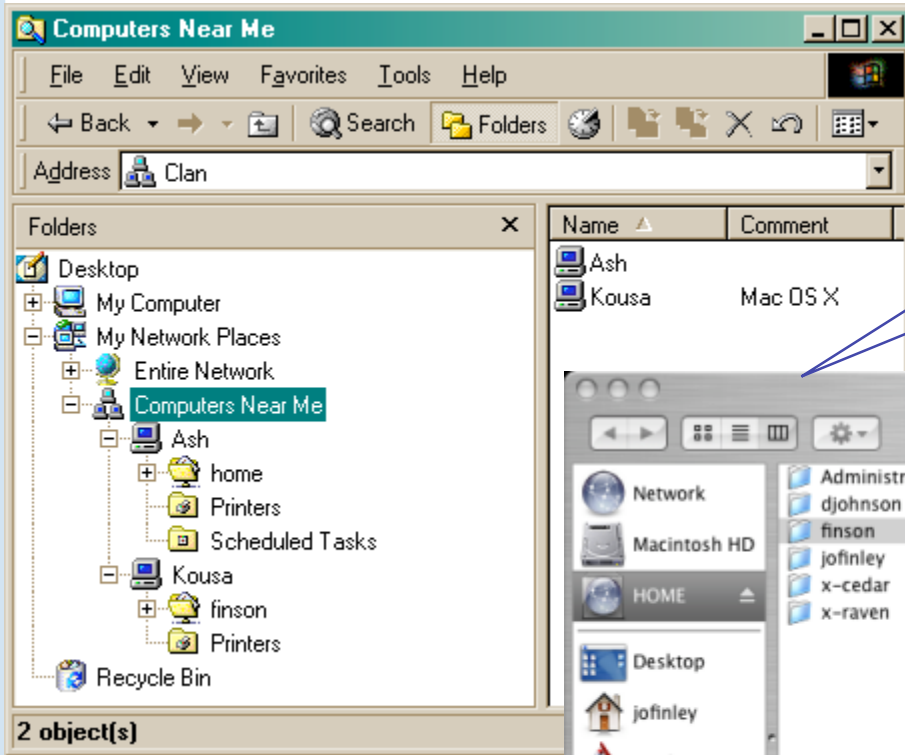 Computers Near Me
File Edit View Favorites Tools Help
Back Search Folders
Address Clan
Folders
Desktop
My Computer
My Network Places
Entire Network
Computers Near Me
Ash
home
Printers
Scheduled Tasks
Kousa
finson
Printers
Recycle Bin
2 object(s)
Name Comment
Ash
Kousa Mac OS X
Network
Macintosh HD
HOME
Desktop
jofinley
Administr
djohnson
finson
jofinley
x-cedar
x-raven